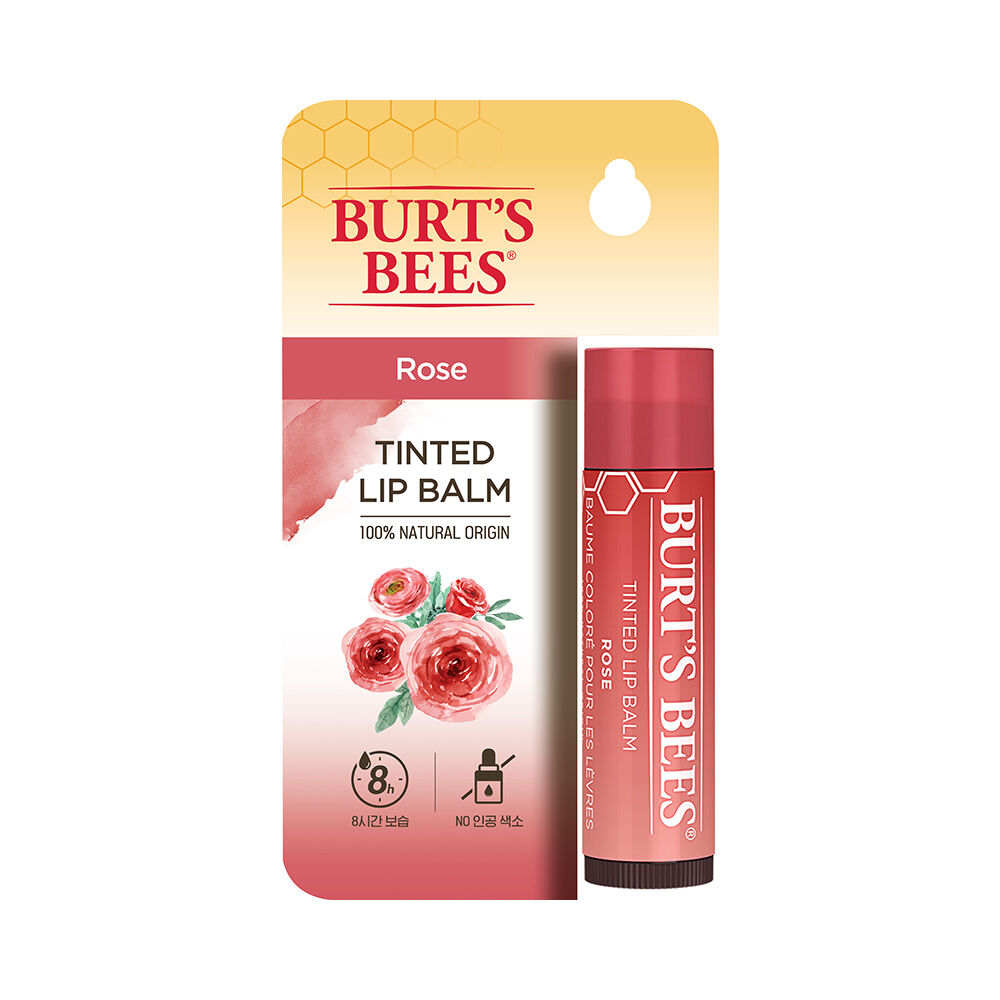 BURT'S
BEES®
Rose
TINTED
LIP BALM
100% NATURAL ORIGIN
8h
8시간 보습
NO 인공 색소
BURT'S BEES®
TINTED LIP BALM
ROSE
BAUME COLORÉ POUR LES LÈVRES